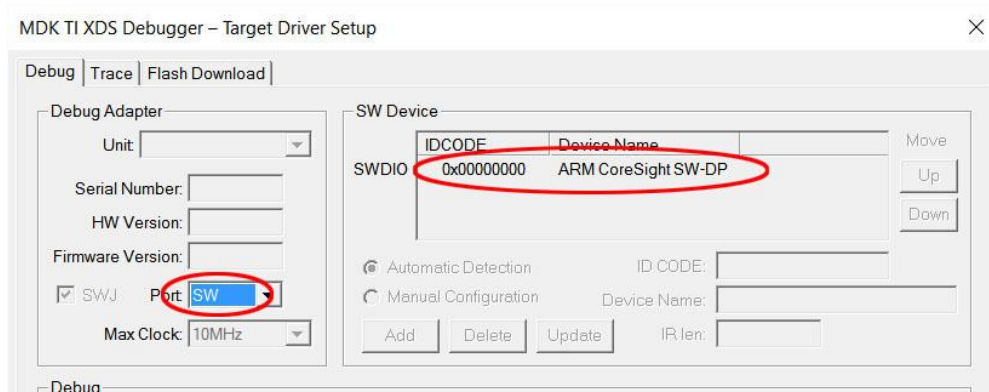 MDK TI XDS Debugger – Target Driver Setup
Debug Trace Flash Download
Debug Adapter
Unit:
Serial Number:
HW Version:
Firmware Version:
SWJ Port: SW
Max Clock: 10MHz
SW Device
IDCODE Device Name
SWDIO 0x00000000 ARM CoreSight SW-DP
Move
Up
Down
Automatic Detection ID CODE:
Manual Configuration Device Name:
Add Delete Update IR len:
Debug